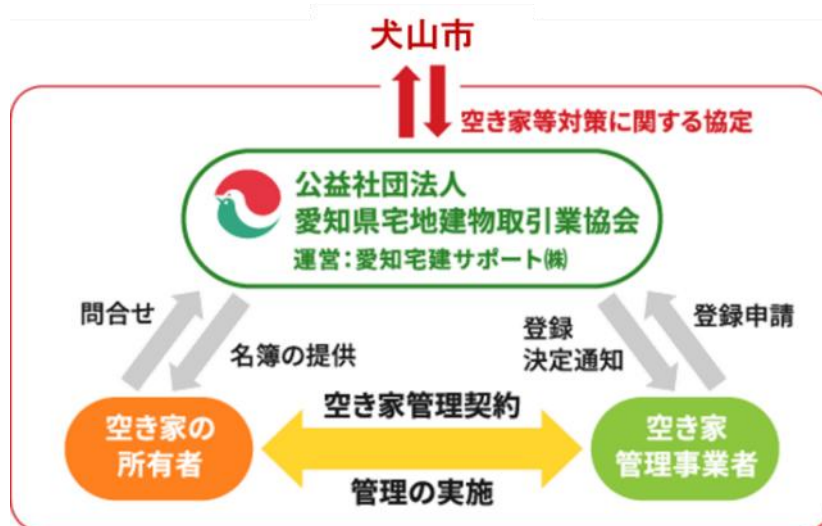 犬山市
空き家等対策に関する協定
公益社団法人
愛知県宅地建物取引業協会
運営：愛知宅建サポート㈱
問合せ
名簿の提供
登録
決定通知
登録申請
空き家の
所有者
空き家管理契約
管理の実施
空き家
管理事業者